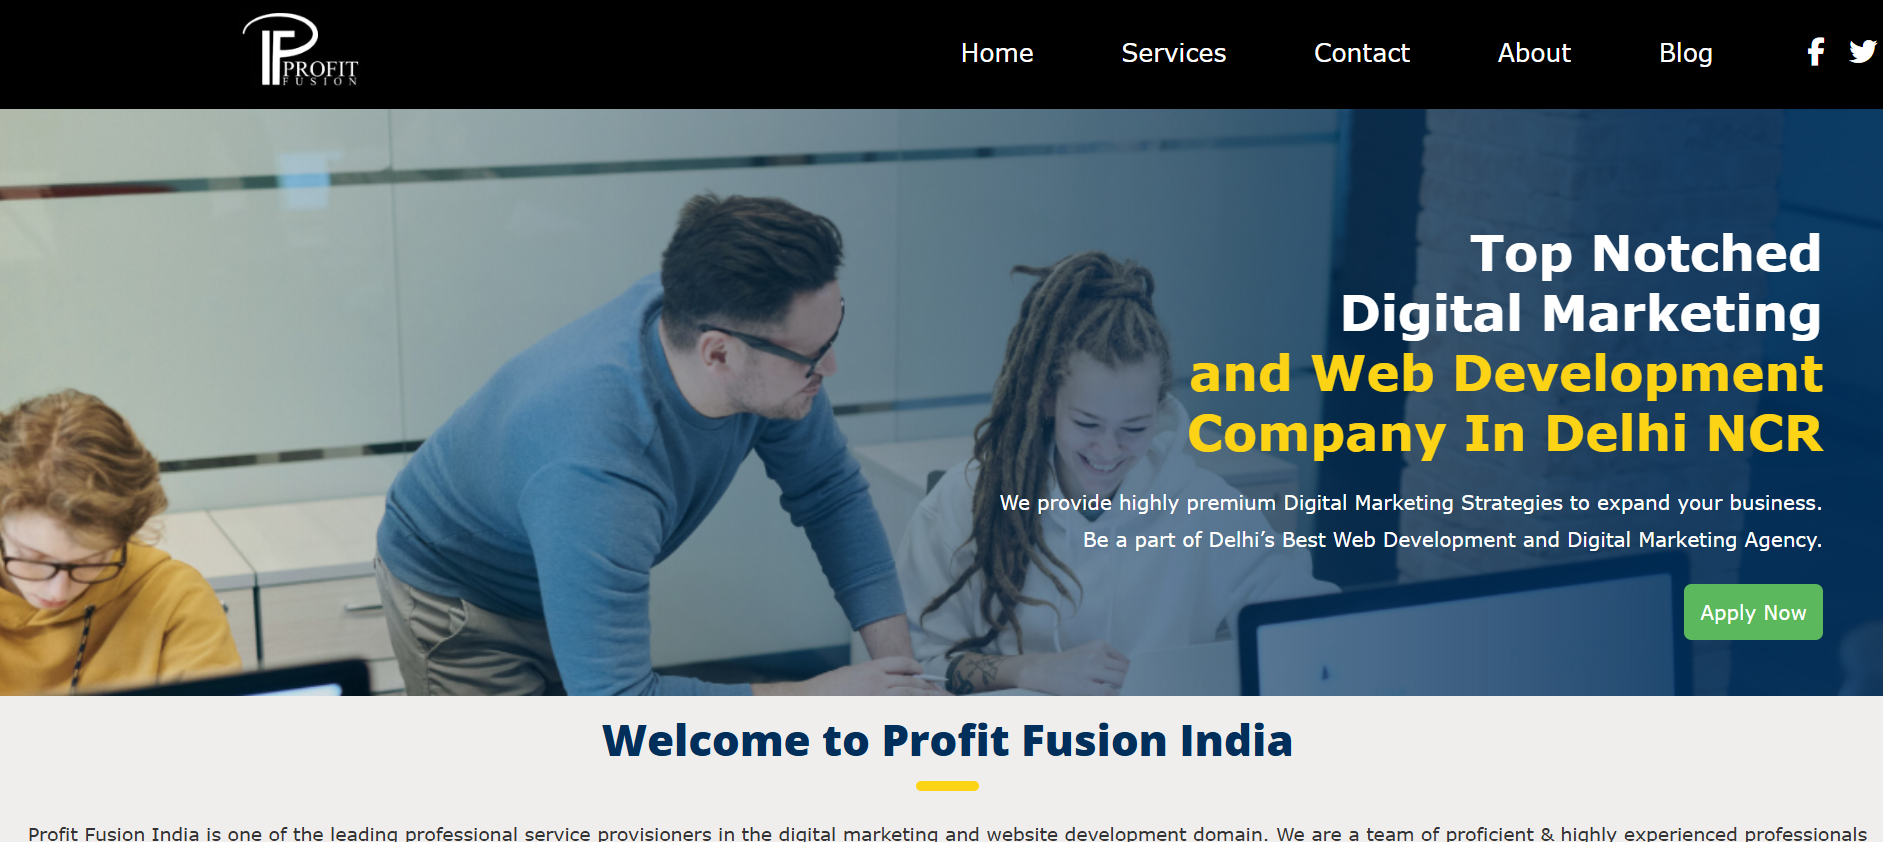 PROFIT
FUSION
Home Services Contact About Blog
Top Notched
Digital Marketing
and Web Development
Company In Delhi NCR
We provide highly premium Digital Marketing Strategies to expand your business.
Be a part of Delhi’s Best Web Development and Digital Marketing Agency.
Apply Now
Welcome to Profit Fusion India
Profit Fusion India is one of the leading professional service provisioners in the digital marketing and website development domain. We are a team of proficient & highly experienced professionals